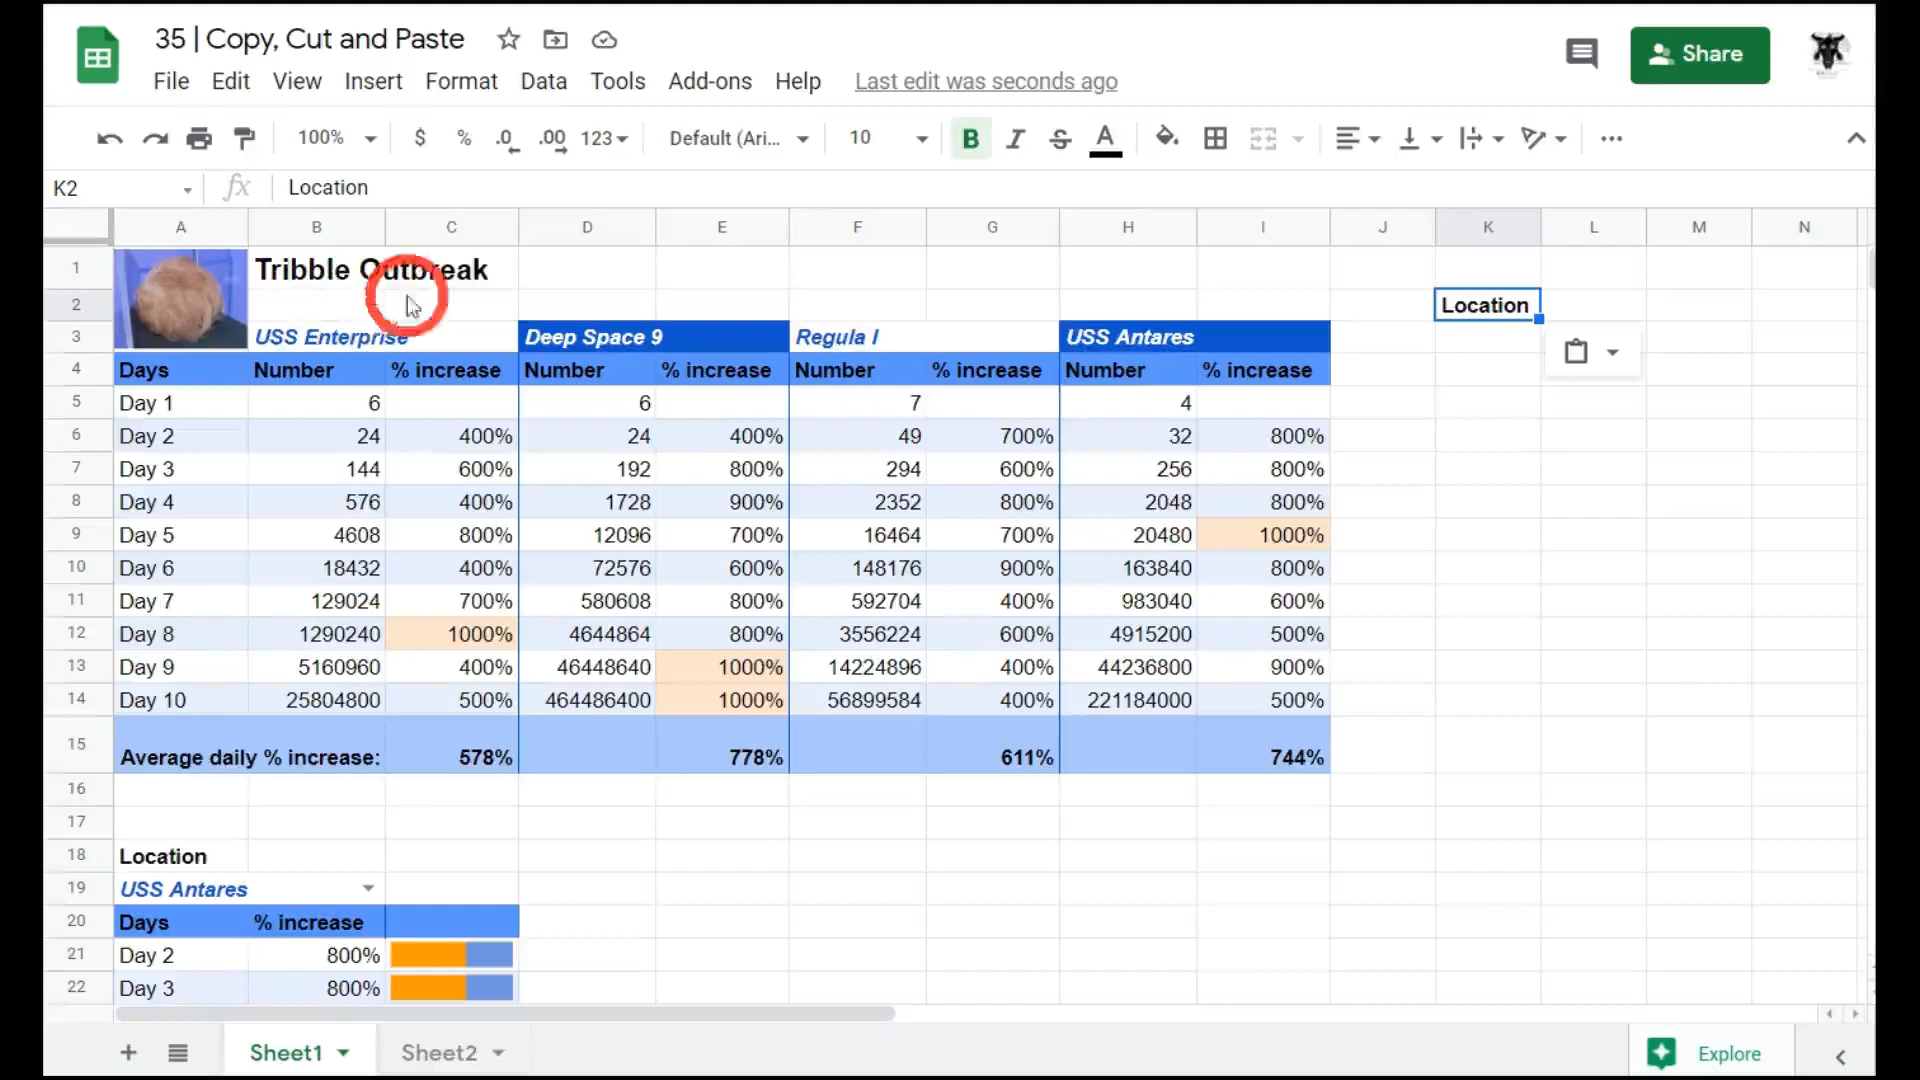 35 | Copy, Cut and Paste
File Edit View Insert Format Data Tools Add-ons Help Last edit was seconds ago
Share
100% $ % .0 .00 123 Default (Ari... 10 B I S A
K2 fx Location
A B C D E F G H I J K L M N
1 Tribble Outbreak
2 Location
3 USS Enterprise Deep Space 9 Regula I USS Antares
4 Days Number % increase Number % increase Number % increase Number % increase
5 Day 1 6 6 7 4
6 Day 2 24 400% 24 400% 49 700% 32 800%
7 Day 3 144 600% 192 800% 294 600% 256 800%
8 Day 4 576 400% 1728 900% 2352 800% 2048 800%
9 Day 5 4608 800% 12096 700% 16464 700% 20480 1000%
10 Day 6 18432 400% 72576 600% 148176 900% 163840 800%
11 Day 7 129024 700% 580608 800% 592704 400% 983040 600%
12 Day 8 1290240 1000% 4644864 800% 3556224 600% 4915200 500%
13 Day 9 5160960 400% 46448640 1000% 14224896 400% 44236800 900%
14 Day 10 25804800 500% 464486400 1000% 56899584 400% 221184000 500%
15 Average daily % increase: 578% 778% 611% 744%
16
17
18 Location
19 USS Antares
20 Days % increase
21 Day 2 800%
22 Day 3 800%
Sheet1 Sheet2 Explore